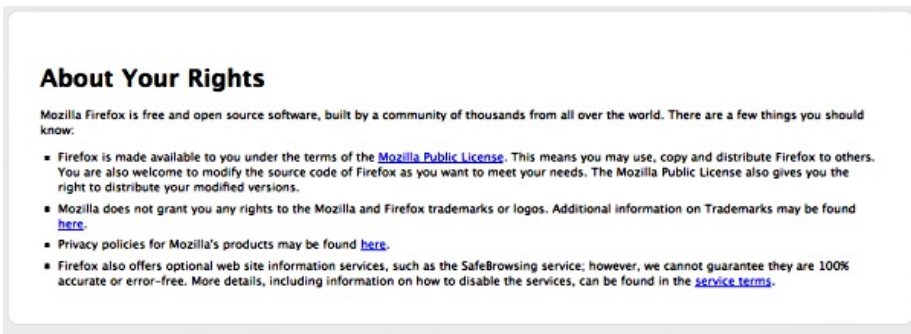 About Your Rights
Mozilla Firefox is free and open source software, built by a community of thousands from all over the world. There are a few things you should
know:
▪ Firefox is made available to you under the terms of the Mozilla Public License. This means you may use, copy and distribute Firefox to others.
You are also welcome to modify the source code of Firefox as you want to meet your needs. The Mozilla Public License also gives you the
right to distribute your modified versions.
▪ Mozilla does not grant you any rights to the Mozilla and Firefox trademarks or logos. Additional information on Trademarks may be found
here.
▪ Privacy policies for Mozilla's products may be found here.
▪ Firefox also offers optional web site information services, such as the SafeBrowsing service; however, we cannot guarantee they are 100%
accurate or error-free. More details, including information on how to disable the services, can be found in the service terms.